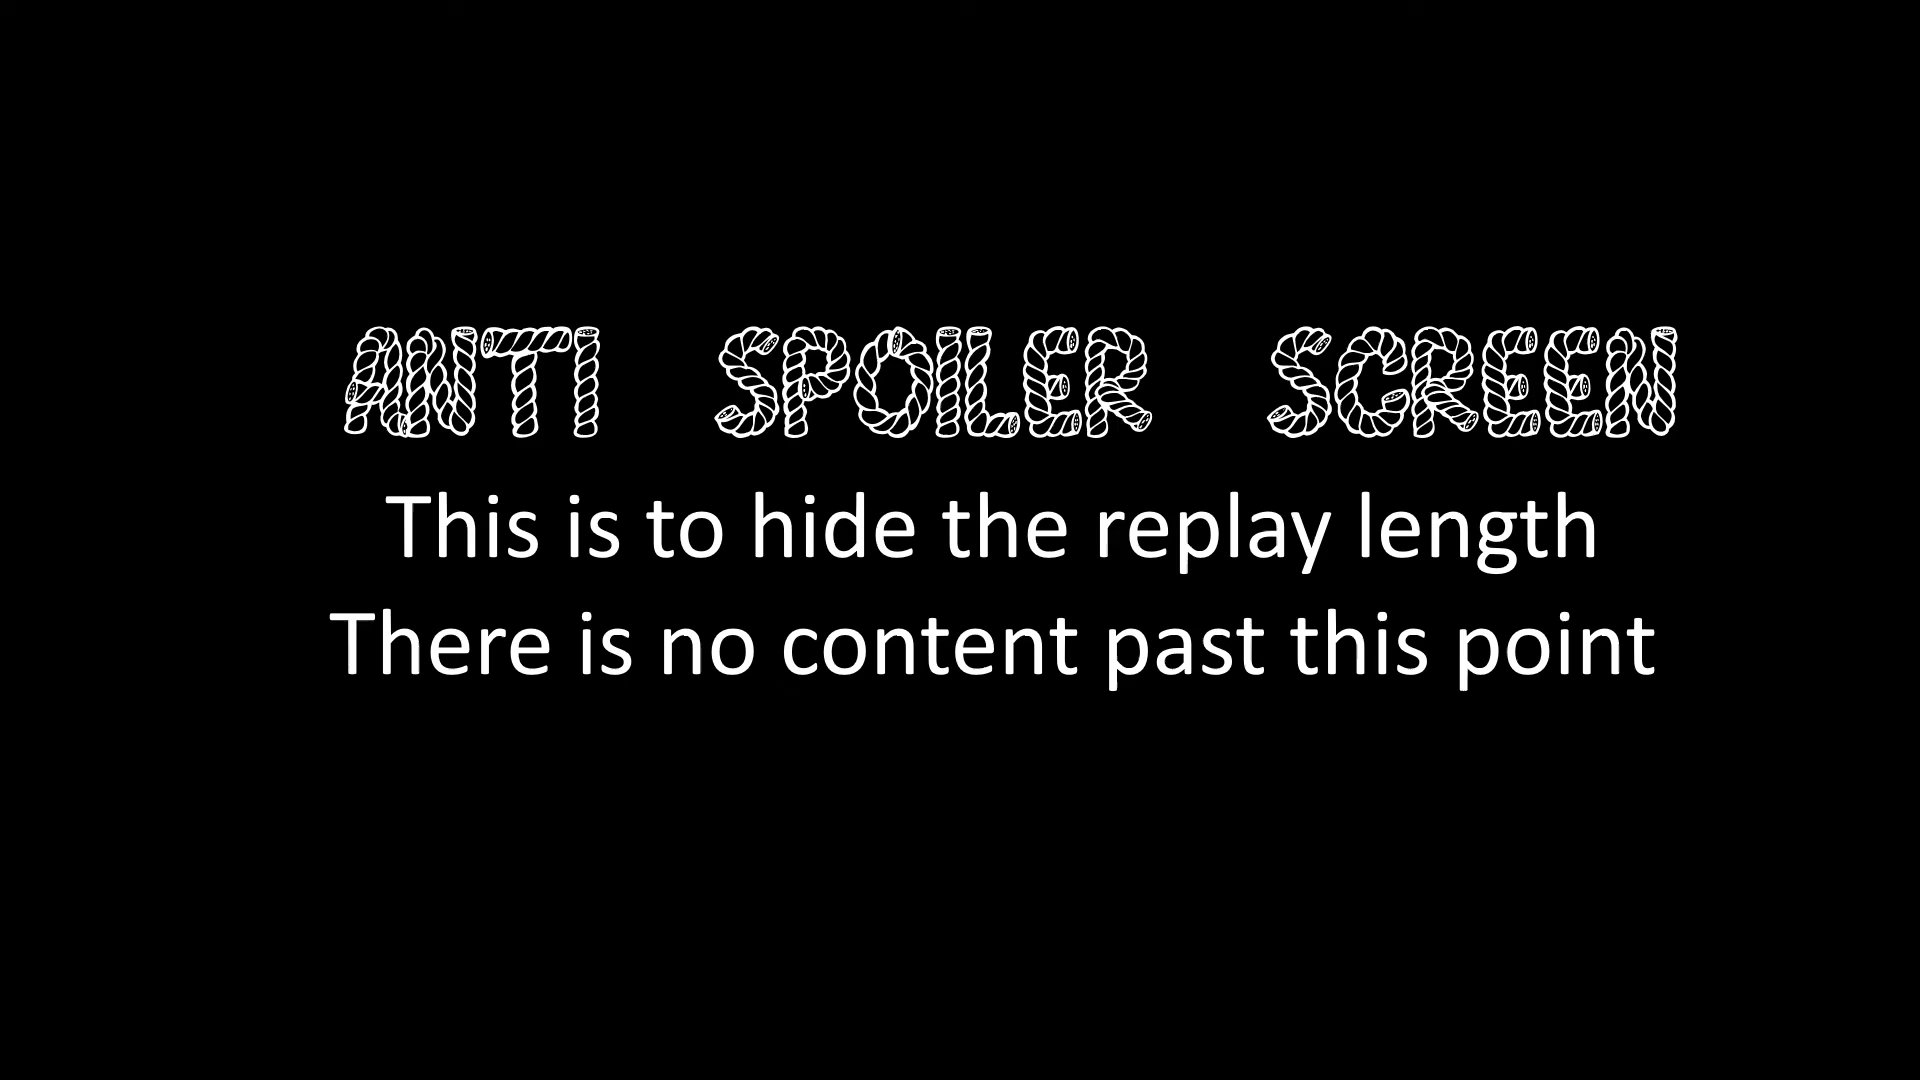 ANTI SPOILER SCREEN
This is to hide the replay length
There is no content past this point